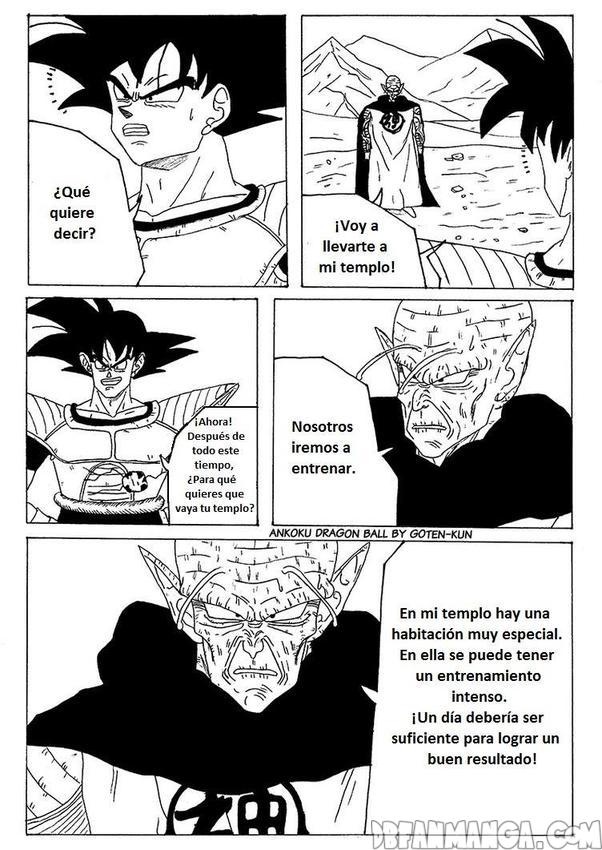 ¿Qué
quiere
decir?
¡Voy a
llevarte a
mi templo!
¡Ahora!
Después de
todo este
tiempo,
¿Para qué
quieres que
vaya tu templo?
Nosotros
iremos a
entrenar.
ANKOKU DRAGON BALL BY GOTEN-KUN
En mi templo hay una
habitación muy especial.
En ella se puede tener
un entrenamiento
intenso.
¡Un día debería ser
suficiente para lograr un
buen resultado!
神
DBFANMANGA.COM